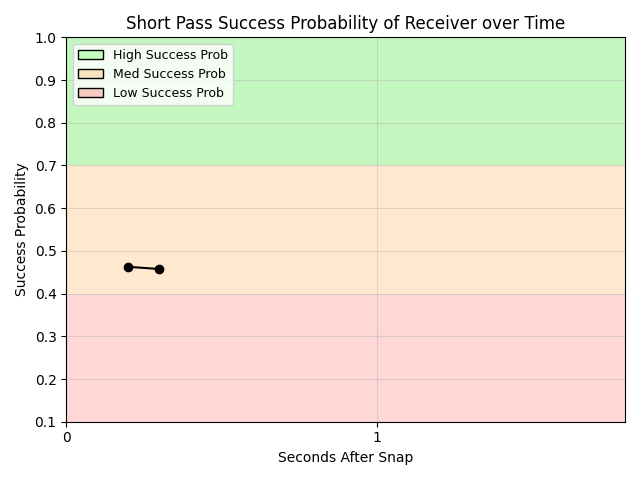 Short Pass Success Probability of Receiver over Time
High Success Prob
Med Success Prob
Low Success Prob
Success Probability
1.0
0.9
0.8
0.7
0.6
0.5
0.4
0.3
0.2
0.1
0
1
Seconds After Snap